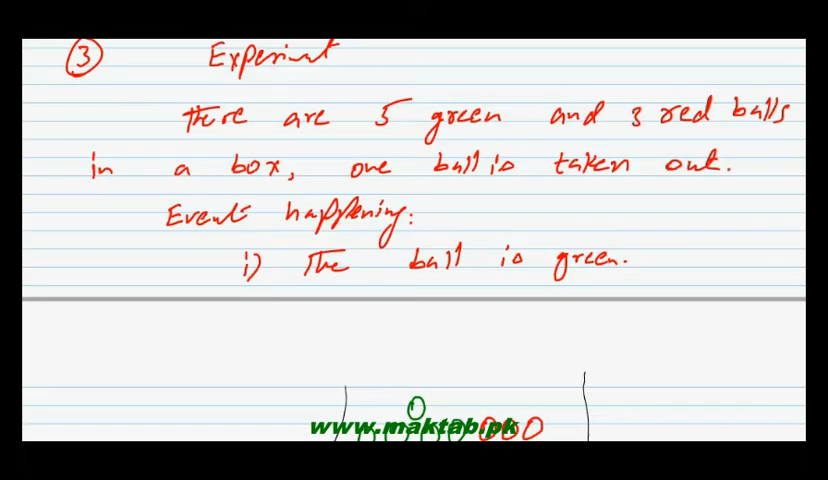 3 Experiment
there are 5 green and 3 red balls
in a box, one ball is taken out.
Event happening:
i) The ball is green.
www.maktab.pk